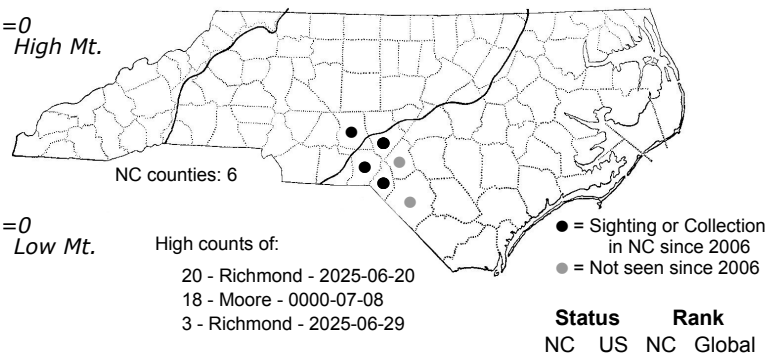 =0
High Mt.
NC counties: 6
=0
Low Mt.
High counts of:
20 - Richmond - 2025-06-20
18 - Moore - 0000-07-08
3 - Richmond - 2025-06-29
= Sighting or Collection
in NC since 2006
= Not seen since 2006
Status Rank
NC US NC Global